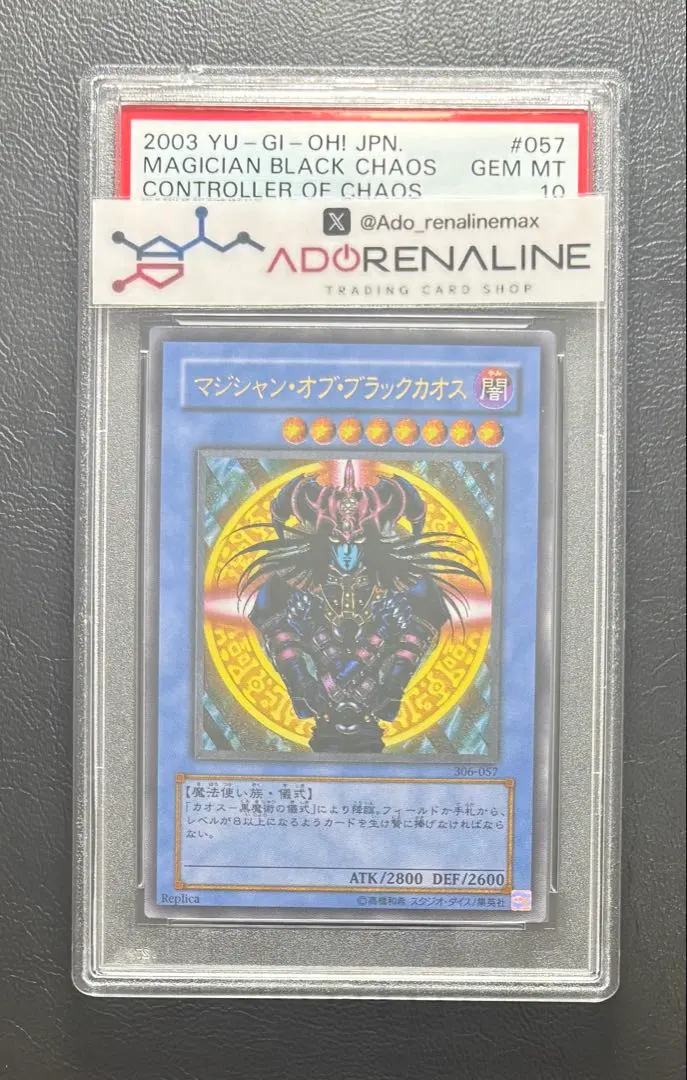 2003 YU-GI-OH! JPN. #057
MAGICIAN BLACK CHAOS GEM MT
CONTROLLER OF CHAOS 10
X @Ado_renalinemax
ADORENALINE
TRADING CARD SHOP
マジシャン・オブ・ブラックカオス 闇
306-057
【魔法使い族・儀式】
「カオス－黒魔術の儀式」により降臨。フィールドか手札から、
レベルが8以上になるようカードを生け贄に捧げなければなら
ない。
ATK/2800 DEF/2600
Replica ©高橋和希 スタジオ・ダイス/集英社